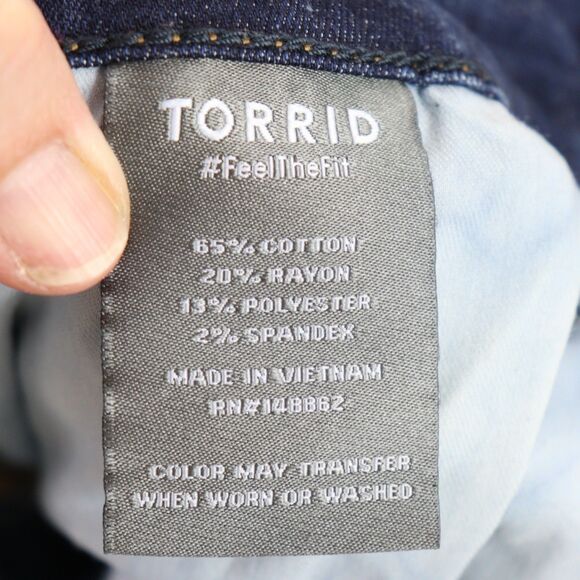 TORRID
#FeelTheFit
65% COTTON
20% RAYON
13% POLYESTER
2% SPANDEX
MADE IN VIETNAM
RN#148862
COLOR MAY TRANSFER
WHEN WORN OR WASHED